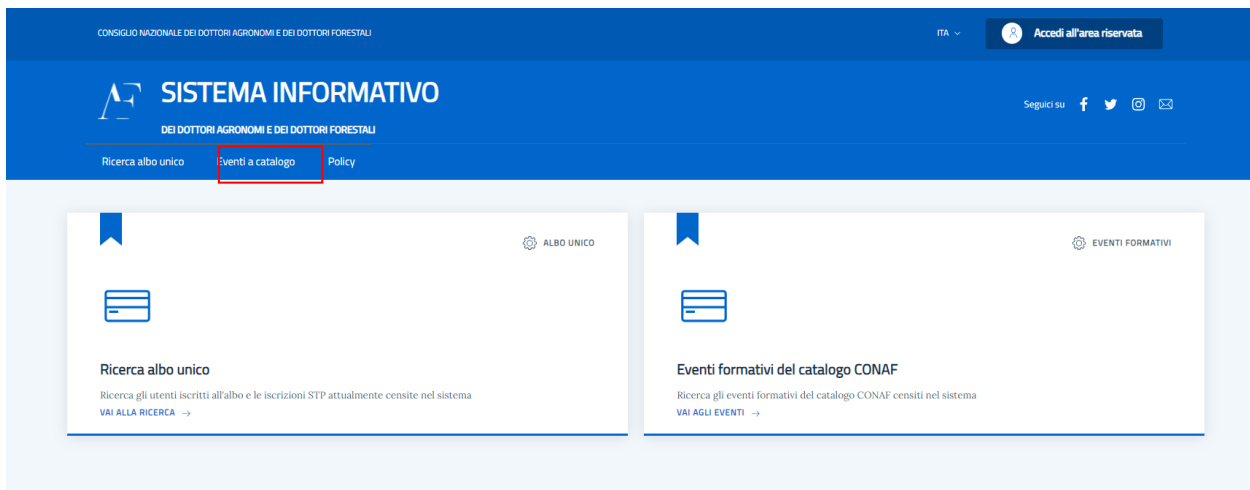 CONSIGLIO NAZIONALE DEI DOTTORI AGRONOMI E DEI DOTTORI FORESTALI
ITA
Accedi all'area riservata
SISTEMA INFORMATIVO
DEI DOTTORI AGRONOMI E DEI DOTTORI FORESTALI
Seguici su
Ricerca albo unico Eventi a catalogo Policy
ALBO UNICO
Ricerca albo unico
Ricerca gli utenti iscritti all'albo e le iscrizioni STP attualmente censite nel sistema
VAI ALLA RICERCA →
EVENTI FORMATIVI
Eventi formativi del catalogo CONAF
Ricerca gli eventi formativi del catalogo CONAF censiti nel sistema
VAI AGLI EVENTI →